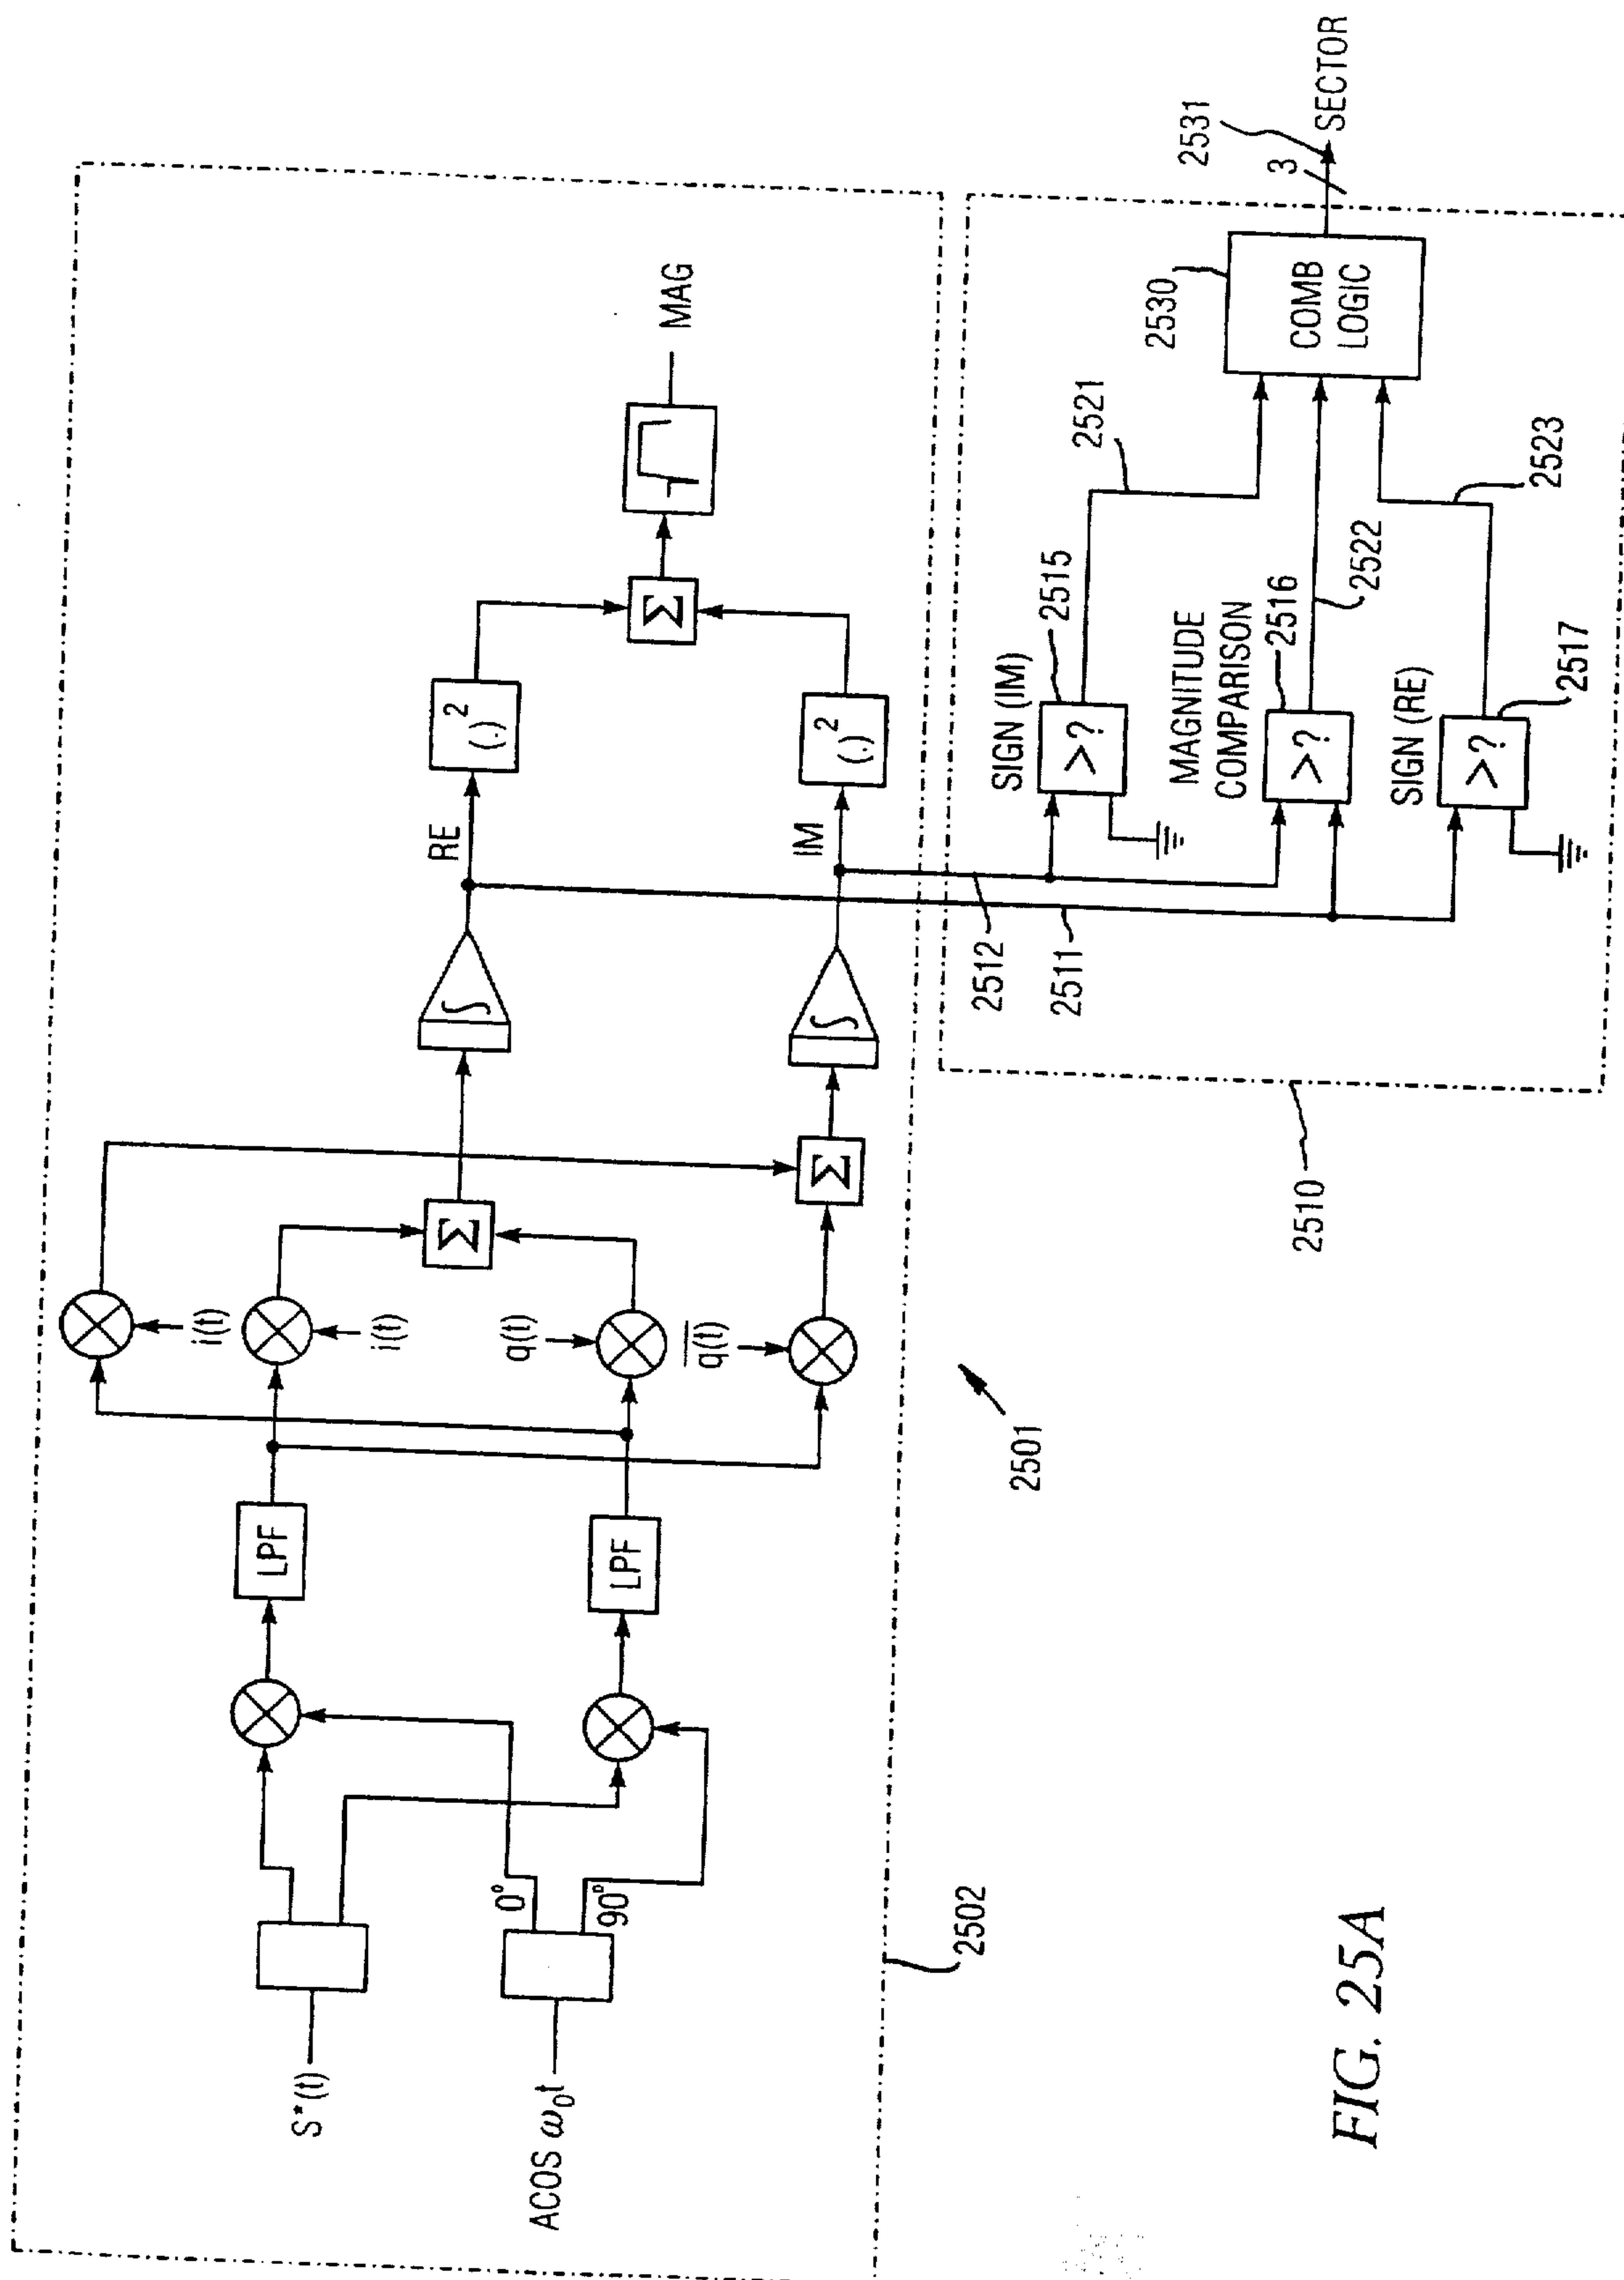 S*(t)
ACOS ω₀t
0°
90°
LPF
LPF
i(t)
i(t)
q(t)
q(t)
Σ
Σ
∫
∫
RE
IM
(.)²
(.)²
Σ
MAG
2502
2501
2510
2512
2511
SIGN (IM)
>?
2515
MAGNITUDE
COMPARISON
>?
2516
SIGN (RE)
>?
2517
2521
2522
2523
2530
COMB
LOGIC
2531
3
SECTOR
FIG. 25A